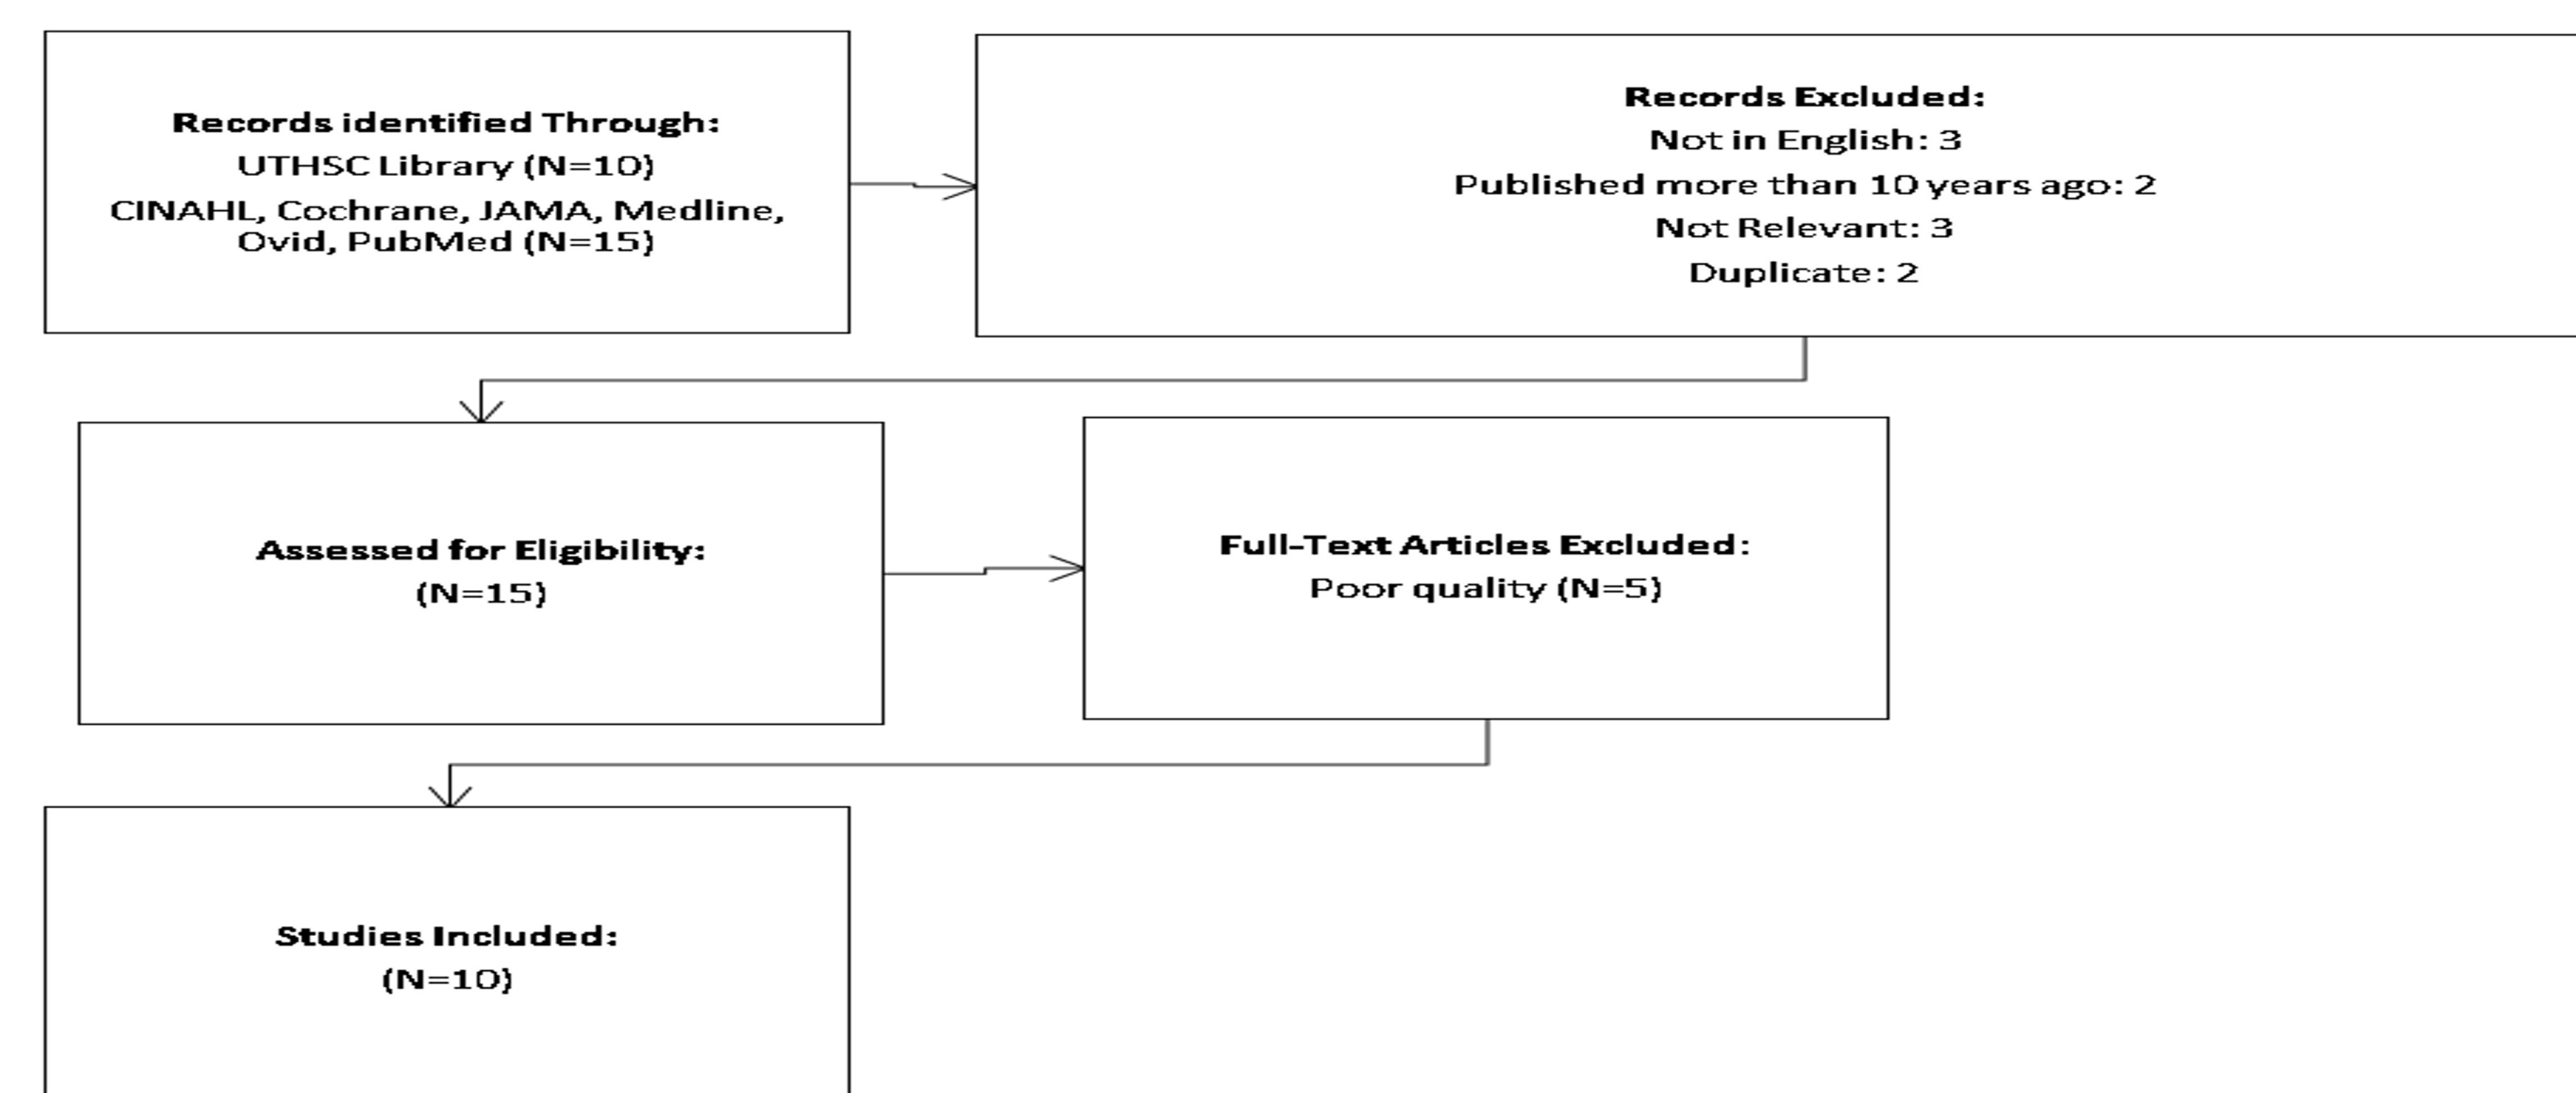 Records identified Through:
UTHSC Library (N=10)
CINAHL, Cochrane, JAMA, Medline,
Ovid, PubMed (N=15)
Records Excluded:
Not in English: 3
Published more than 10 years ago: 2
Not Relevant: 3
Duplicate: 2
Assessed for Eligibility:
(N=15)
Full-Text Articles Excluded:
Poor quality (N=5)
Studies Included:
(N=10)